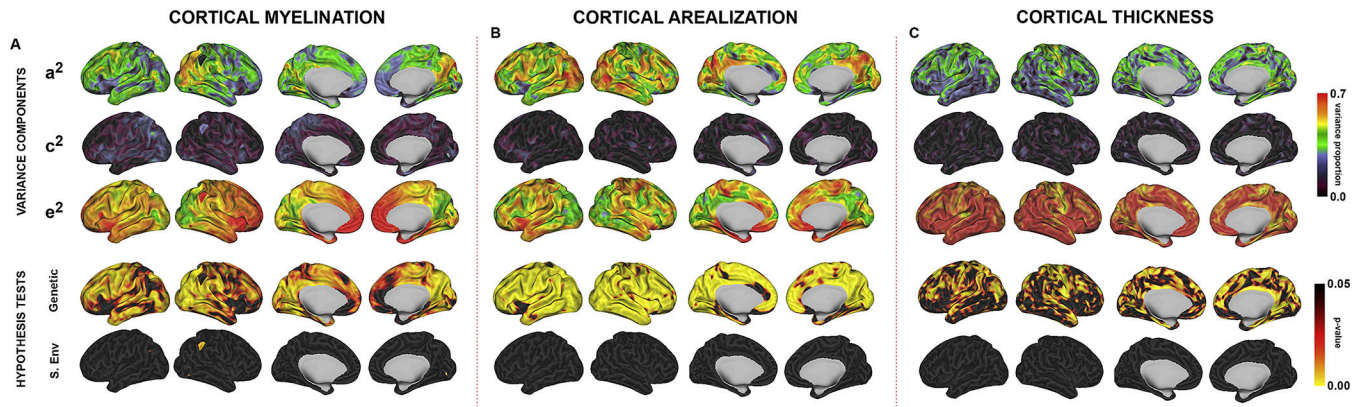 CORTICAL MYELINATION
CORTICAL AREALIZATION
CORTICAL THICKNESS
A
B
C
VARIANCE COMPONENTS
a²
c²
e²
0.7
variance proportion
0.0
HYPOTHESIS TESTS
Genetic
S. Env
0.05
p-value
0.00